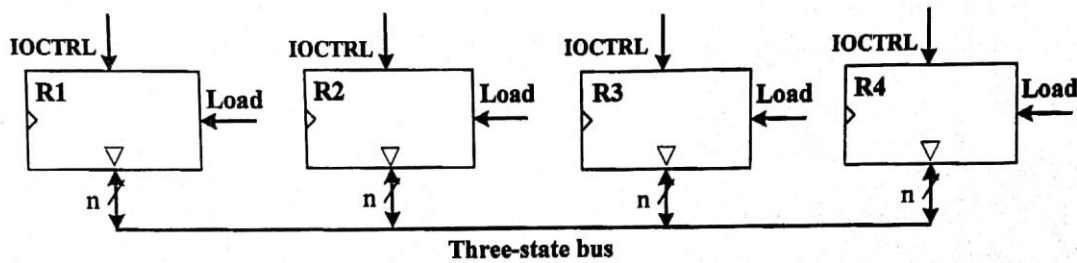 IOCTRL IOCTRL IOCTRL IOCTRL
R1 Load R2 Load R3 Load R4 Load
n n n n
Three-state bus